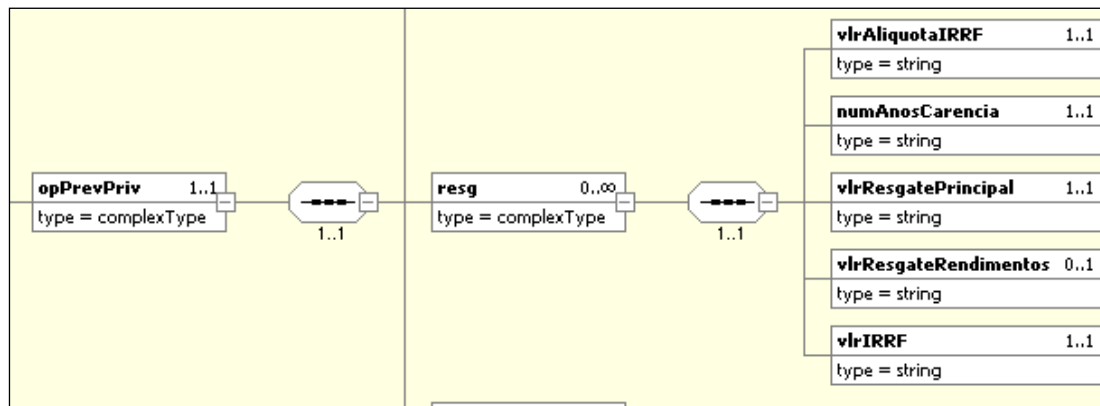 vlrAliquotaIRRF 1..1
type = string
numAnosCarencia 1..1
type = string
opPrevPriv 1..1
type = complexType
1..1
resg 0..∞
type = complexType
1..1
vlrResgatePrincipal 1..1
type = string
vlrResgateRendimentos 0..1
type = string
vlrIRRF 1..1
type = string